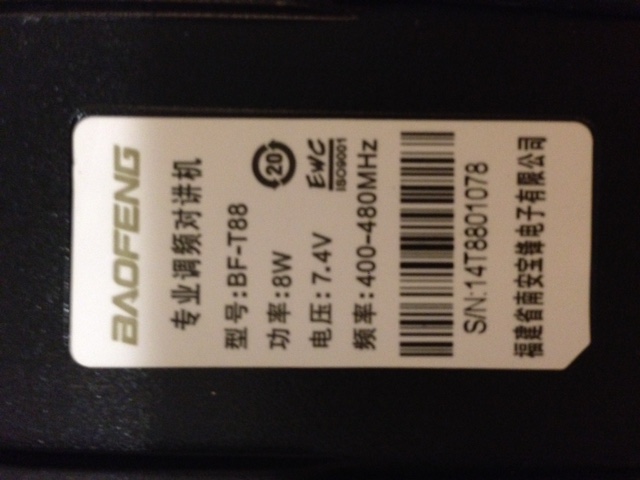 BAOFENG
专业调频对讲机
型号:BF-T88
功率:8W
电压:7.4V
频率:400-480MHz
20
EWC
ISO9001
S/N:14T8801078
福建省南安宝锋电子有限公司